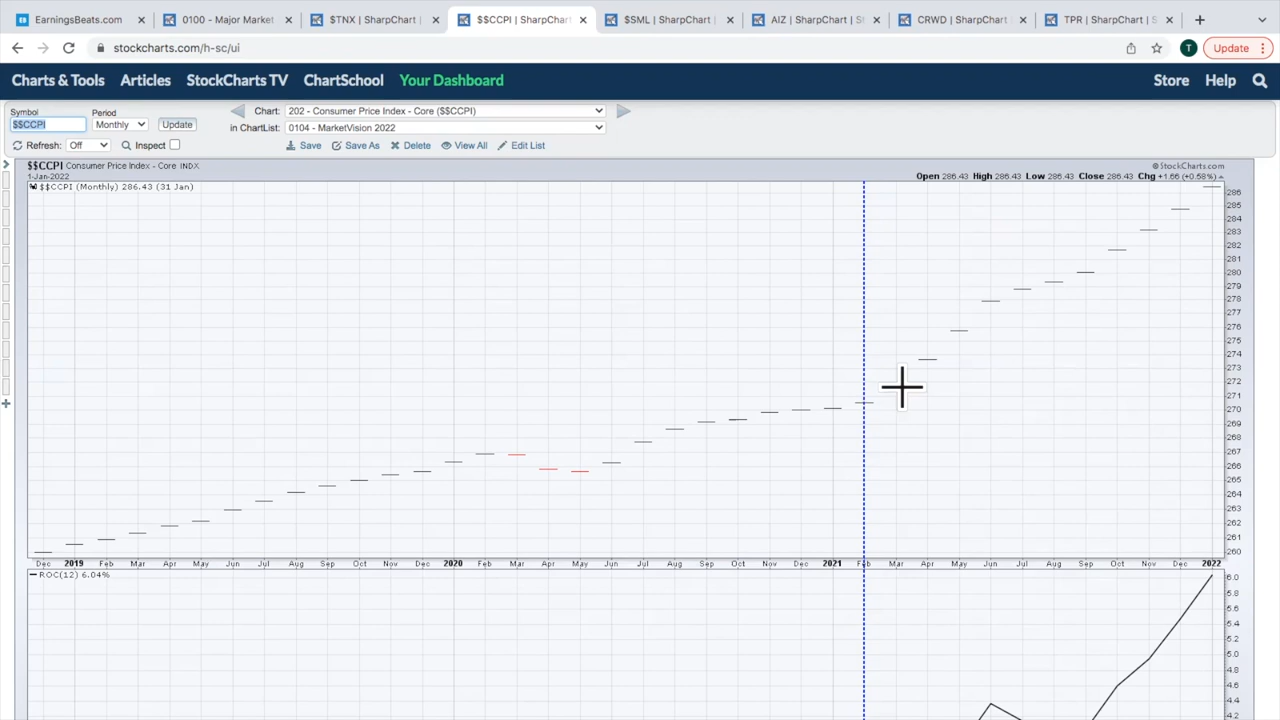 EarningsBeats.com
0100 - Major Market
$TNX | SharpChart
$$CCPI | SharpChart
$SML | SharpChart
AIZ | SharpChart | St
CRWD | SharpChart
TPR | SharpChart | S
stockcharts.com/h-sc/ui
T
Update
Charts & Tools
Articles
StockCharts TV
ChartSchool
Your Dashboard
Store
Help
Symbol
Period
$$CCPI
Monthly
Update
Chart:
202 - Consumer Price Index - Core ($$CCPI)
in ChartList:
0104 - MarketVision 2022
Refresh:
Off
Inspect
Save
Save As
Delete
View All
Edit List
$$CCPI Consumer Price Index - Core INDX
© StockCharts.com
1-Jan-2022
Open 286.43 High 286.43 Low 286.43 Close 286.43 Chg +1.66 (+0.58%)
$$CCPI (Monthly) 286.43 (31 Jan)
286
285
284
283
282
281
280
279
278
277
276
275
274
273
272
271
270
269
268
267
266
265
264
263
262
261
260
Dec 2019 Feb Mar Apr May Jun Jul Aug Sep Oct Nov Dec 2020 Feb Mar Apr May Jun Jul Aug Sep Oct Nov Dec 2021 Feb Mar Apr May Jun Jul Aug Sep Oct Nov Dec 2022
ROC(12) 6.04%
6.0
5.8
5.6
5.4
5.2
5.0
4.8
4.6
4.4
4.2